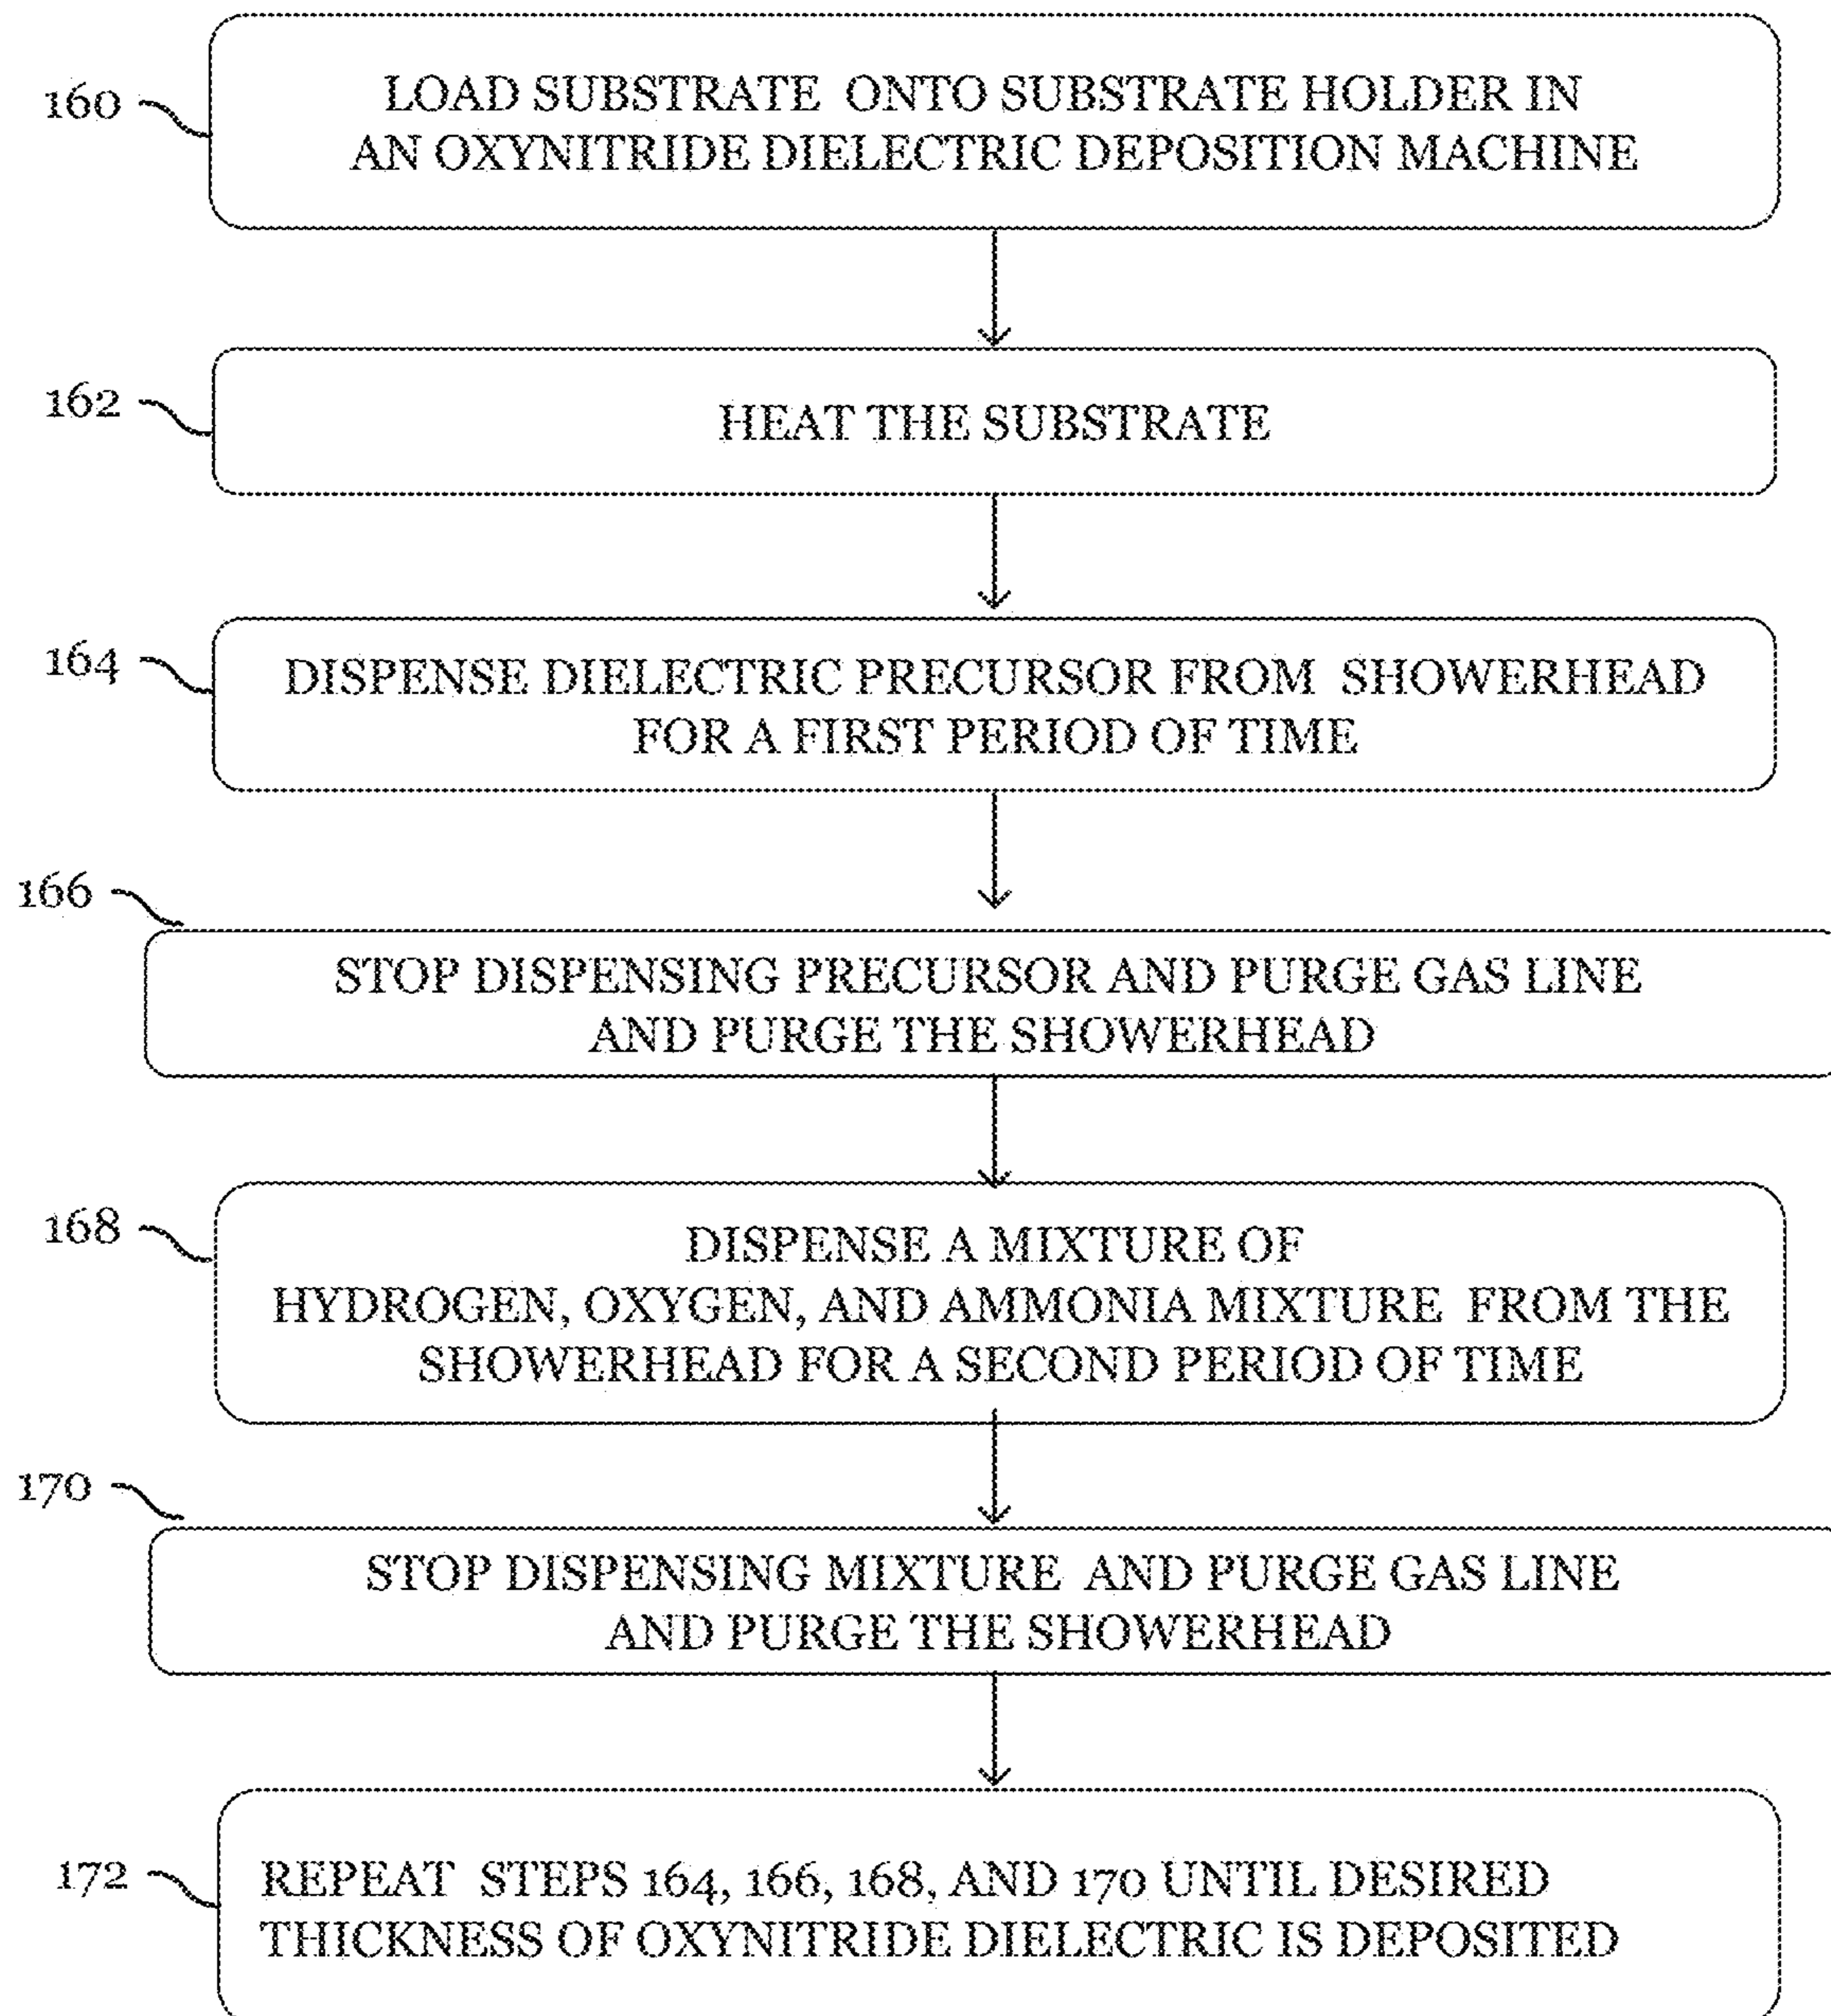 160
LOAD SUBSTRATE ONTO SUBSTRATE HOLDER IN
AN OXYNITRIDE DIELECTRIC DEPOSITION MACHINE
162
HEAT THE SUBSTRATE
164
DISPENSE DIELECTRIC PRECURSOR FROM SHOWERHEAD
FOR A FIRST PERIOD OF TIME
166
STOP DISPENSING PRECURSOR AND PURGE GAS LINE
AND PURGE THE SHOWERHEAD
168
DISPENSE A MIXTURE OF
HYDROGEN, OXYGEN, AND AMMONIA MIXTURE FROM THE
SHOWERHEAD FOR A SECOND PERIOD OF TIME
170
STOP DISPENSING MIXTURE AND PURGE GAS LINE
AND PURGE THE SHOWERHEAD
172
REPEAT STEPS 164, 166, 168, AND 170 UNTIL DESIRED
THICKNESS OF OXYNITRIDE DIELECTRIC IS DEPOSITED